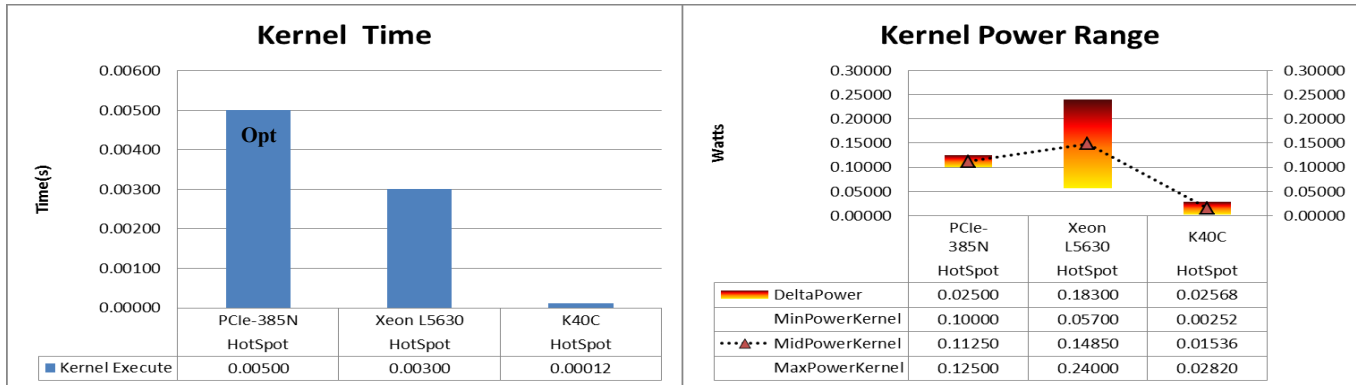 Kernel Time
0.00600
0.00500
0.00400
0.00300
0.00200
0.00100
0.00000
Time(s)
Opt
PCIe-385N Xeon L5630 K40C
HotSpot HotSpot HotSpot
Kernel Execute 0.00500 0.00300 0.00012
Kernel Power Range
0.30000 0.30000
0.25000 0.25000
0.20000 0.20000
0.15000 0.15000
0.10000 0.10000
0.05000 0.05000
0.00000 0.00000
Watts
PCIe- Xeon K40C
385N L5630
HotSpot HotSpot HotSpot
DeltaPower 0.02500 0.18300 0.02568
MinPowerKernel 0.10000 0.05700 0.00252
MidPowerKernel 0.11250 0.14850 0.01536
MaxPowerKernel 0.12500 0.24000 0.02820